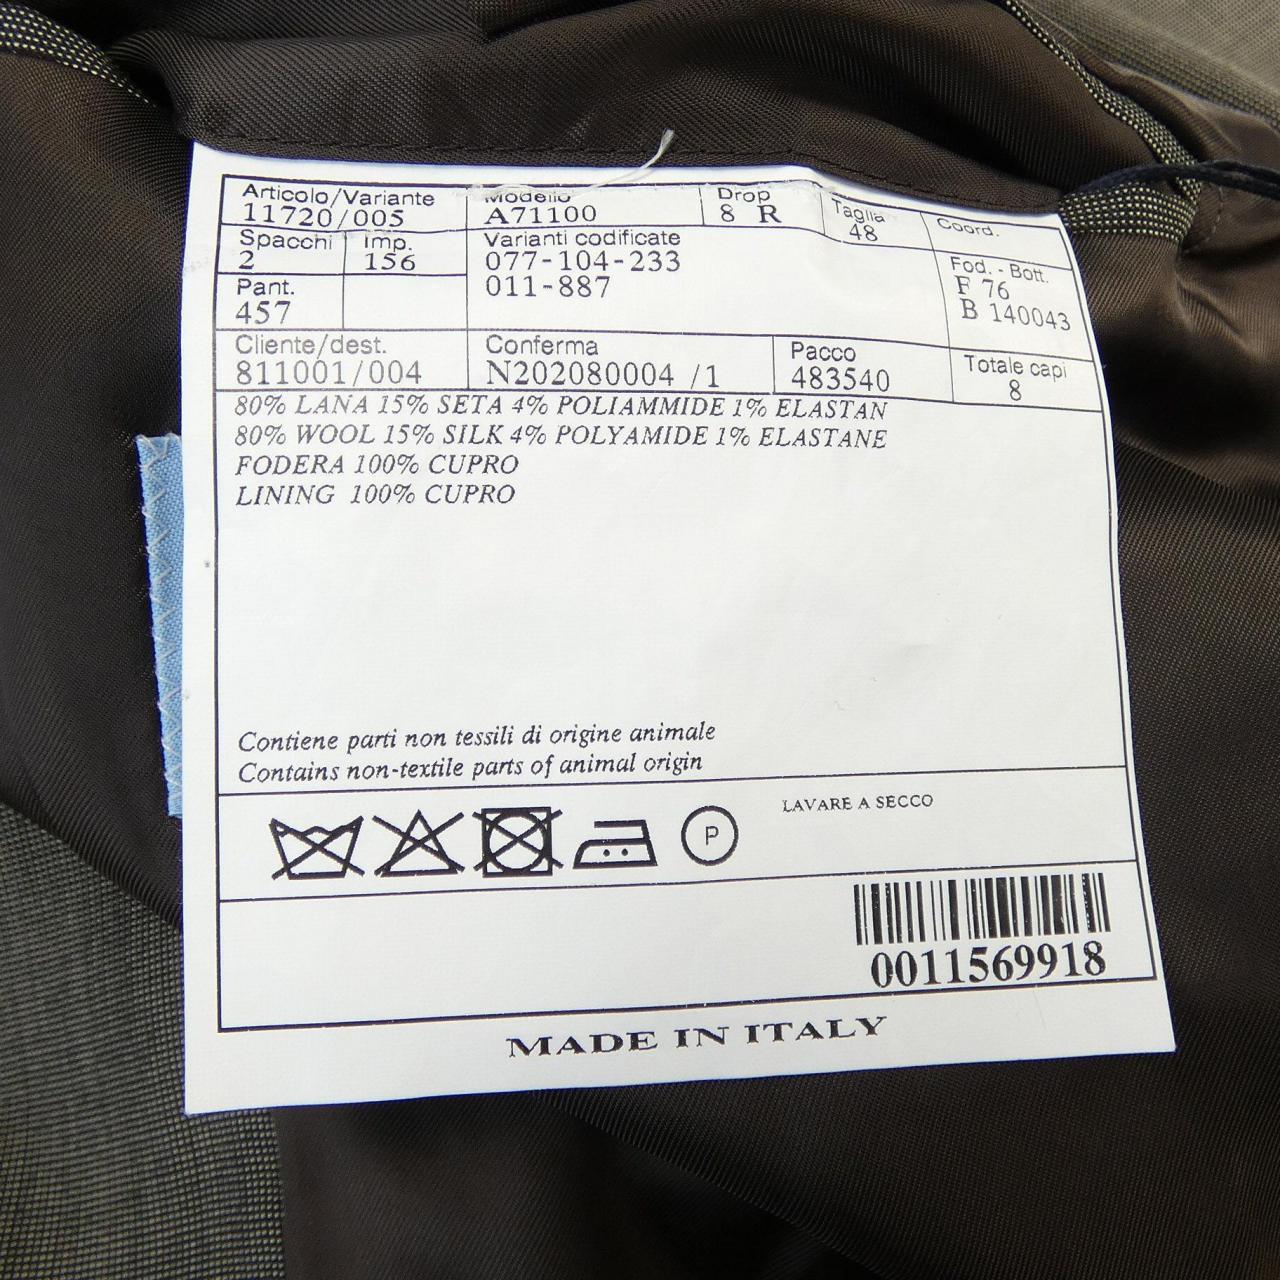 Articolo/Variante Modello Drop Taglia Coord.
11720/005 A71100 8 R 48
Spacchi Imp. Varianti codificate Fod. - Bott.
2 156 077-104-233 F 76
Pant. 011-887 B 140043
457
Cliente/dest. Conferma Pacco Totale capi
811001/004 N202080004 /1 483540 8
80% LANA 15% SETA 4% POLIAMMIDE 1% ELASTAN
80% WOOL 15% SILK 4% POLYAMIDE 1% ELASTANE
FODERA 100% CUPRO
LINING 100% CUPRO
Contiene parti non tessili di origine animale
Contains non-textile parts of animal origin
LAVARE A SECCO
P
0011569918
MADE IN ITALY